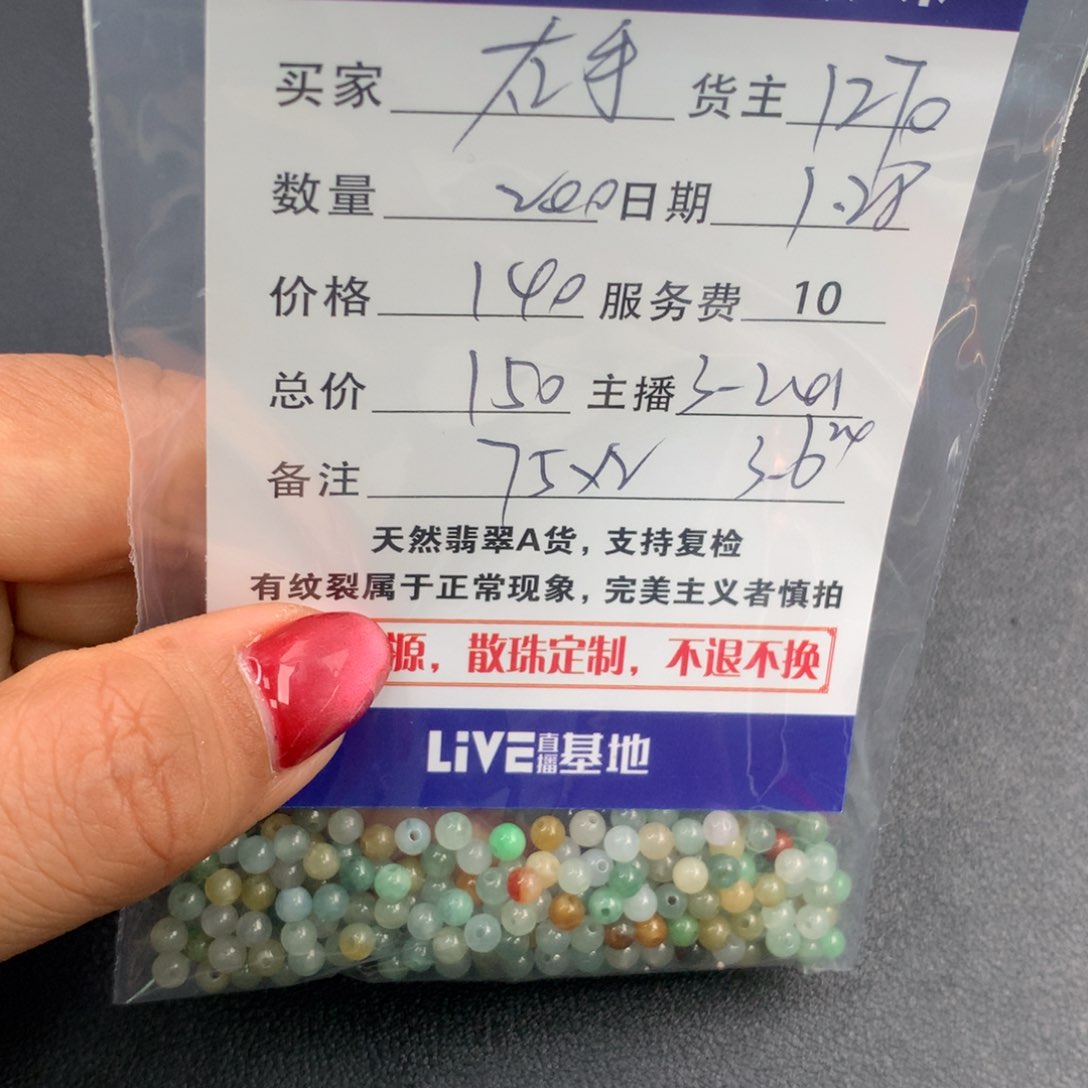 买家 左手 货主 1270
数量 200 日期 1.28
价格 140 服务费 10
总价 150 主播 3-201
备注 75x2
天然翡翠A货，支持复检
有纹裂属于正常现象，完美主义者慎拍
源，散珠定制，不退不换
LiVE直播基地